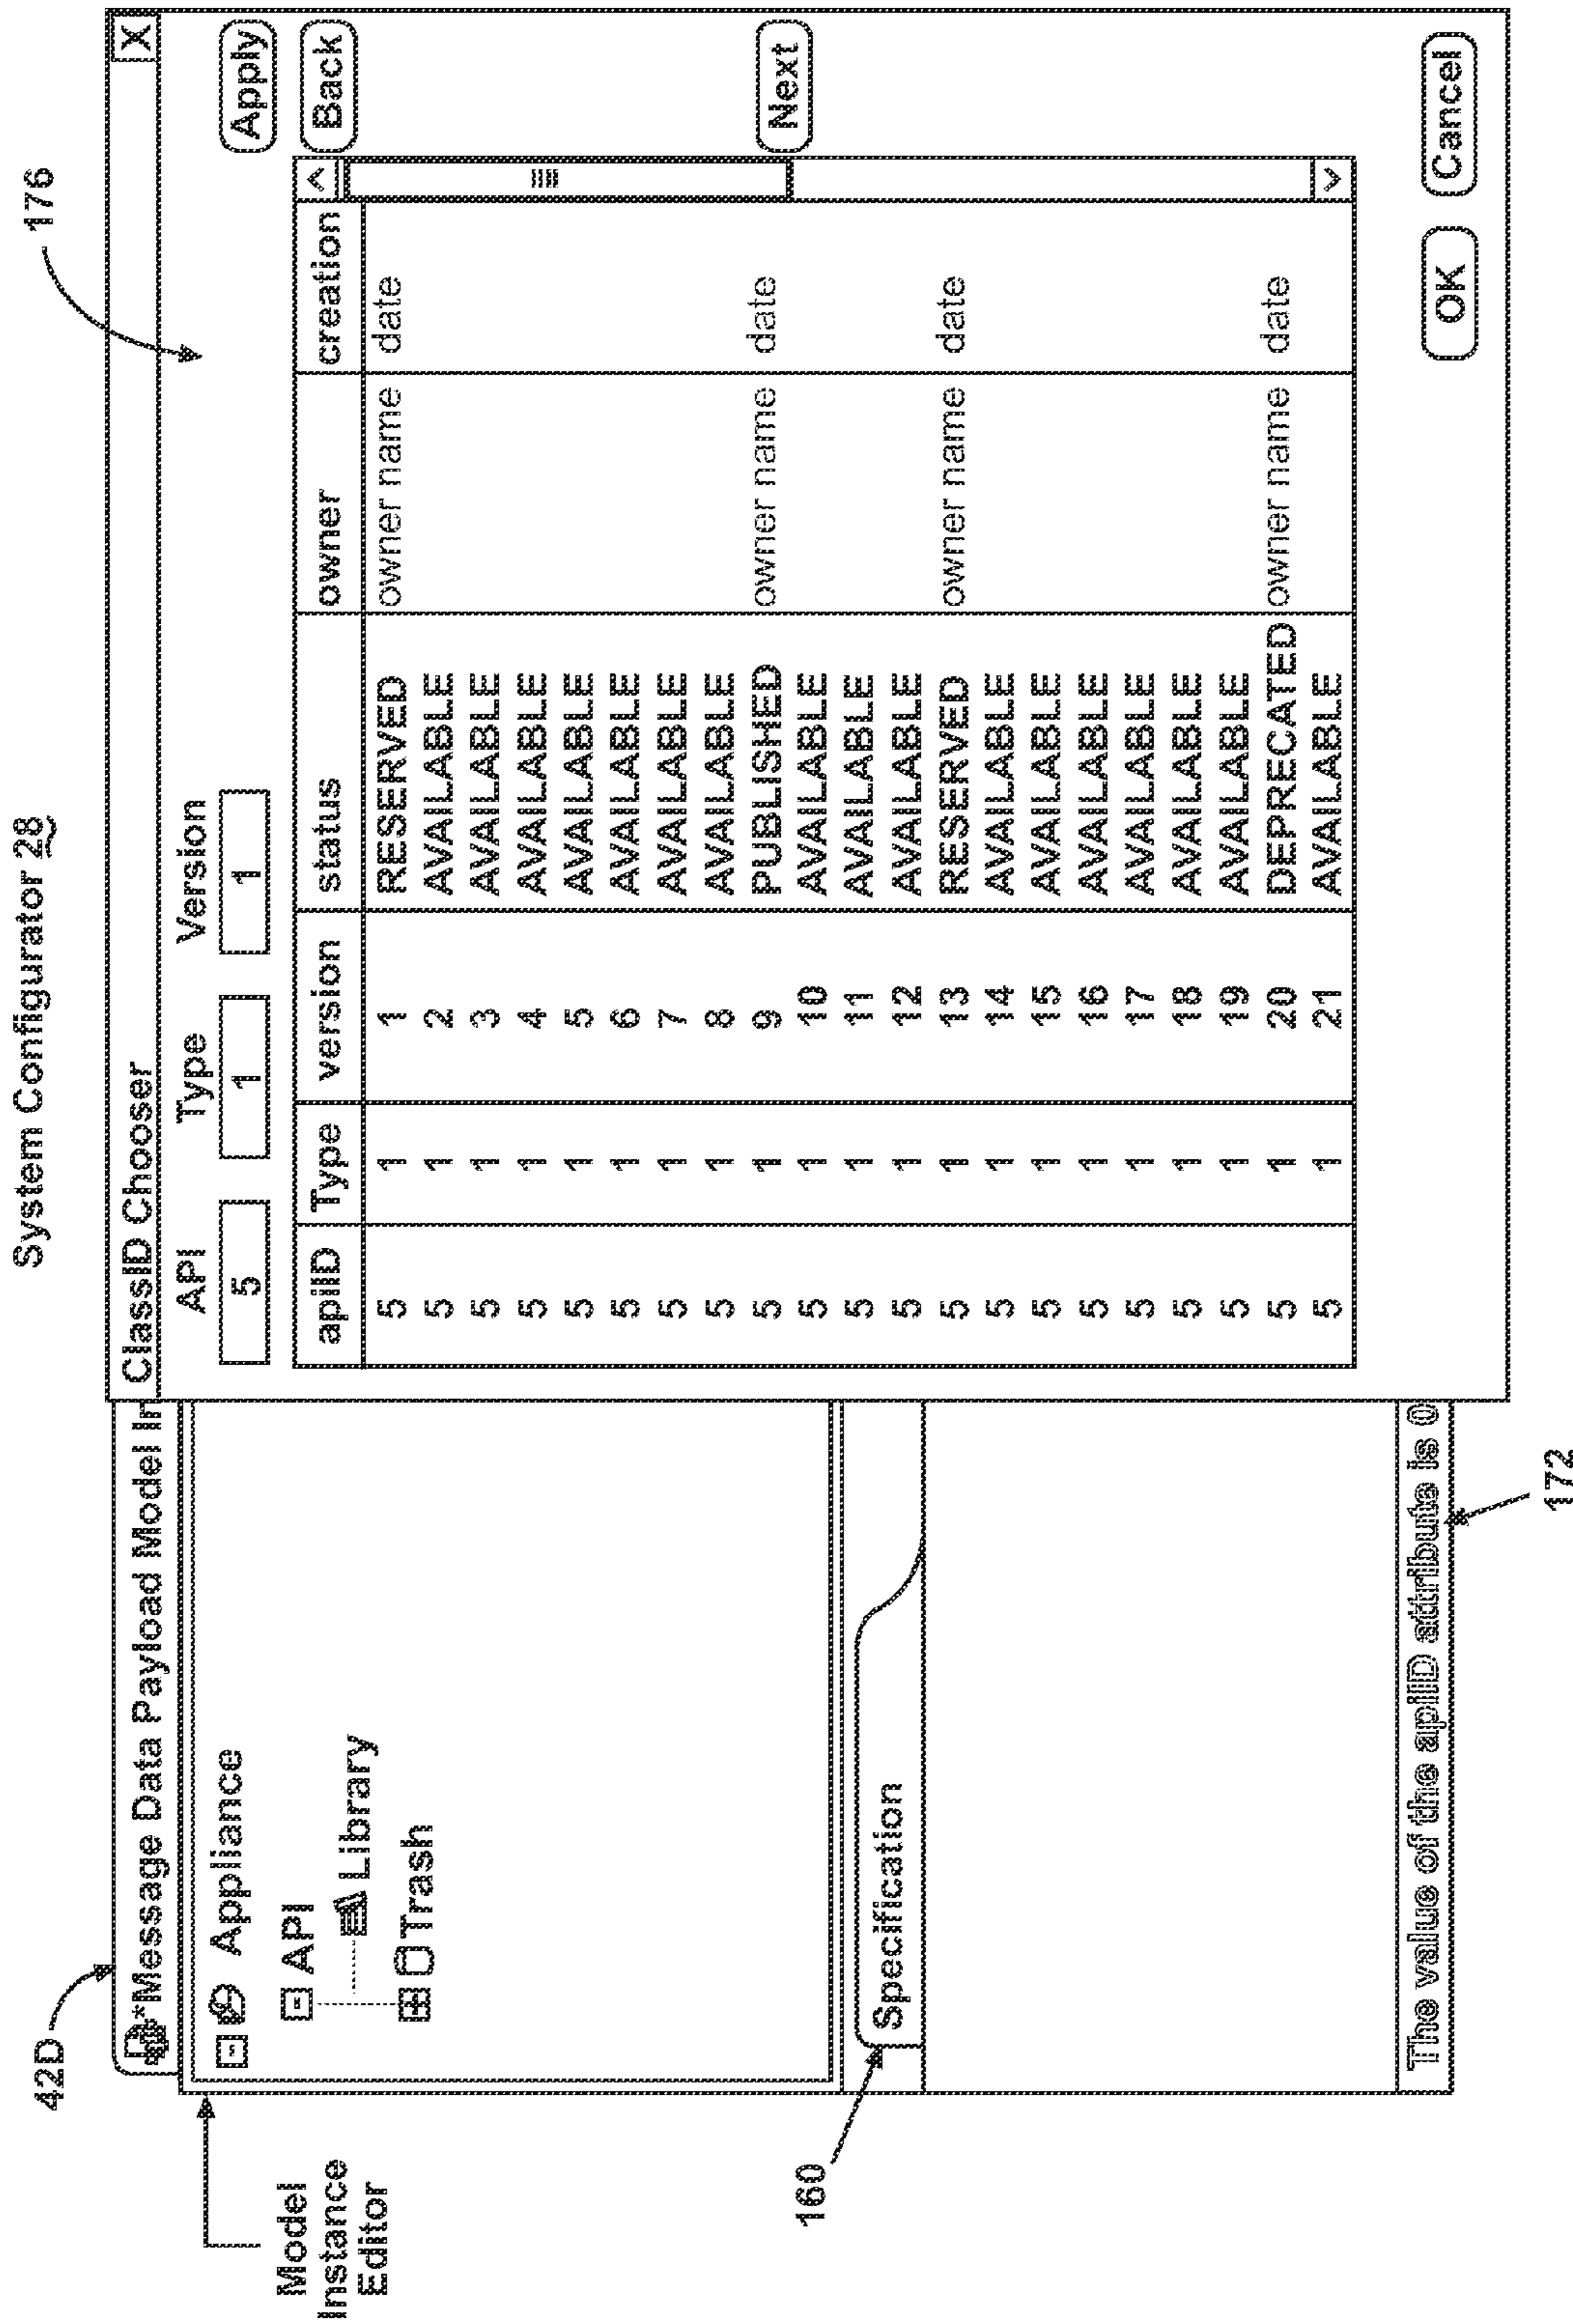 System Configurator 28
42D
176
Model
Instance
Editor
*Message Data Payload Model In
Appliance
API
Library
Trash
160
Specification
The value of the apiID attribute is 0
172
ClassID Chooser X
API Type Version
5 1 1 Apply
Back
apiID Type version status owner creation
5 1 1 RESERVED owner name date
5 1 2 AVAILABLE
5 1 3 AVAILABLE
5 1 4 AVAILABLE
5 1 5 AVAILABLE
5 1 6 AVAILABLE
5 1 7 AVAILABLE
5 1 8 AVAILABLE
5 1 9 PUBLISHED owner name date
5 1 10 AVAILABLE
5 1 11 AVAILABLE
5 1 12 AVAILABLE
5 1 13 RESERVED owner name date
5 1 14 AVAILABLE
5 1 15 AVAILABLE
5 1 16 AVAILABLE
5 1 17 AVAILABLE
5 1 18 AVAILABLE
5 1 19 AVAILABLE
5 1 20 DEPRECATED owner name date
5 1 21 AVAILABLE
Next
OK Cancel